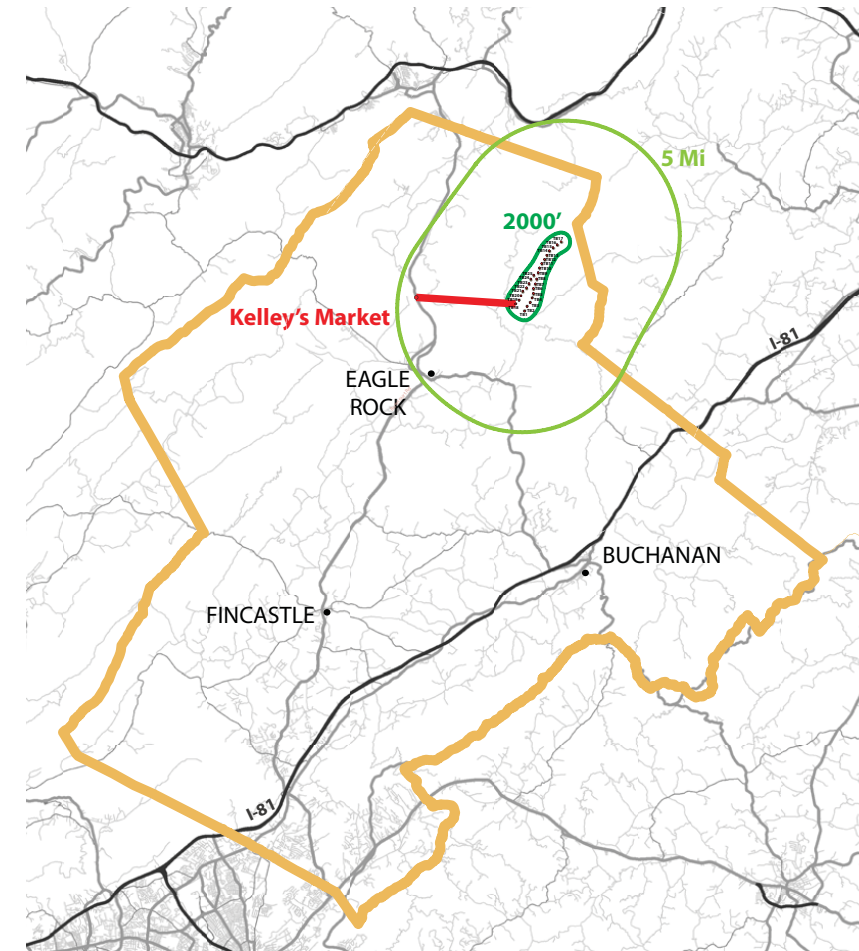 5 Mi
2000’
Kelley’s Market
I-81
EAGLE
ROCK
BUCHANAN
FINCASTLE
I-81